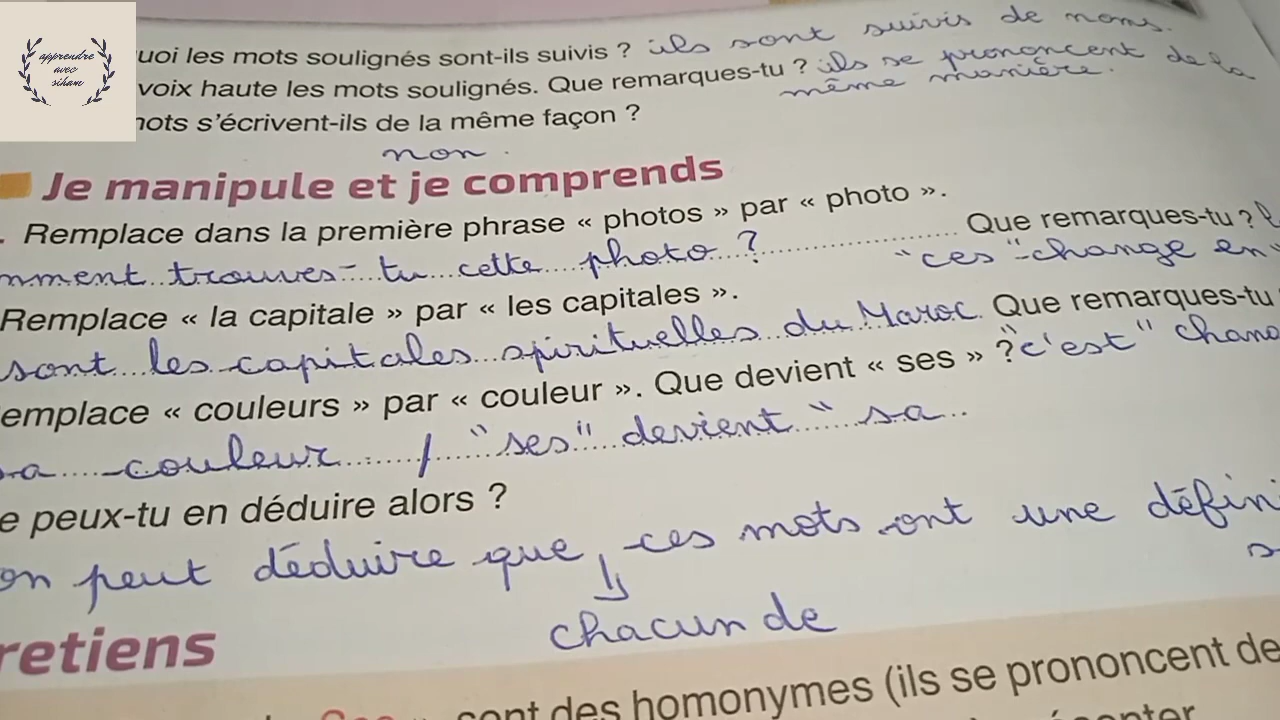 apprendre
avec
siham
uoi les mots soulignés sont-ils suivis ? ils sont suivis de noms.
voix haute les mots soulignés. Que remarques-tu ? ils se prononcent de la
même manière.
mots s'écrivent-ils de la même façon ?
non.
Je manipule et je comprends
Remplace dans la première phrase « photos » par « photo ».
mment trouves-tu cette photo ? Que remarques-tu ?
"ces" change en
Remplace « la capitale » par « les capitales ».
sont les capitales spirituelles du Maroc. Que remarques-tu
emplace « couleurs » par « couleur ». Que devient « ses » ? "c'est" chang
sa couleur / "ses" devient "sa
e peux-tu en déduire alors ?
on peut déduire que, ces mots ont une défini
chacun de
retiens
sont des homonymes (ils se prononcent de